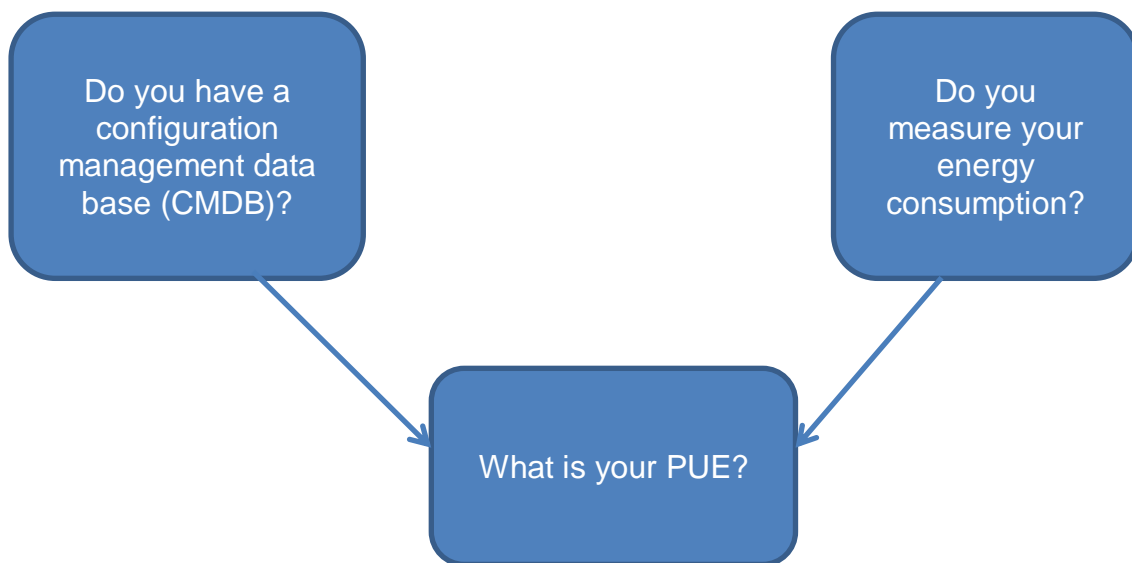 Do you have a
configuration
management data
base (CMDB)?
Do you
measure your
energy
consumption?
What is your PUE?